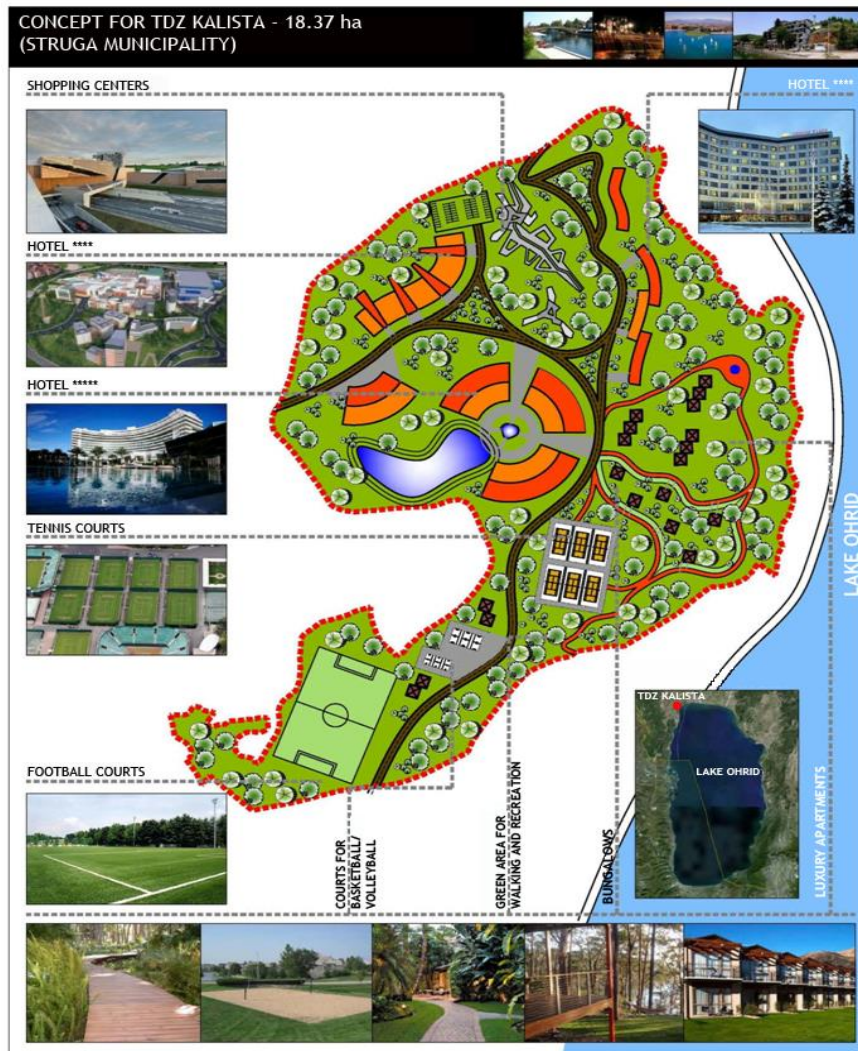 CONCEPT FOR TDZ KALISTA - 18.37 ha
(STRUGA MUNICIPALITY)
SHOPPING CENTERS
HOTEL ****
HOTEL ****
HOTEL *****
TENNIS COURTS
LAKE OHRID
TDZ KALISTA
LAKE OHRID
FOOTBALL COURTS
COURTS FOR
BASKETBALL/
VOLLEYBALL
GREEN AREA FOR
WALKING AND RECREATION
BUNGALOWS
LUXURY APARTMENTS